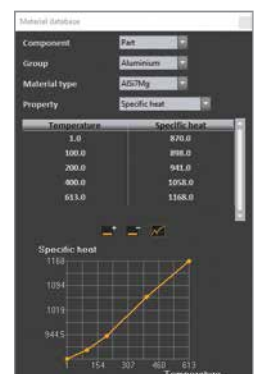 Material database
Component Part
Group Aluminium
Material type AlSi7Mg
Property Specific heat
Temperature Specific heat
1.0 870.0
100.0 898.0
200.0 941.0
400.0 1058.0
613.0 1168.0
Specific heat
1168
1094
1019
944.5
1 154 307 460 613
Temperature